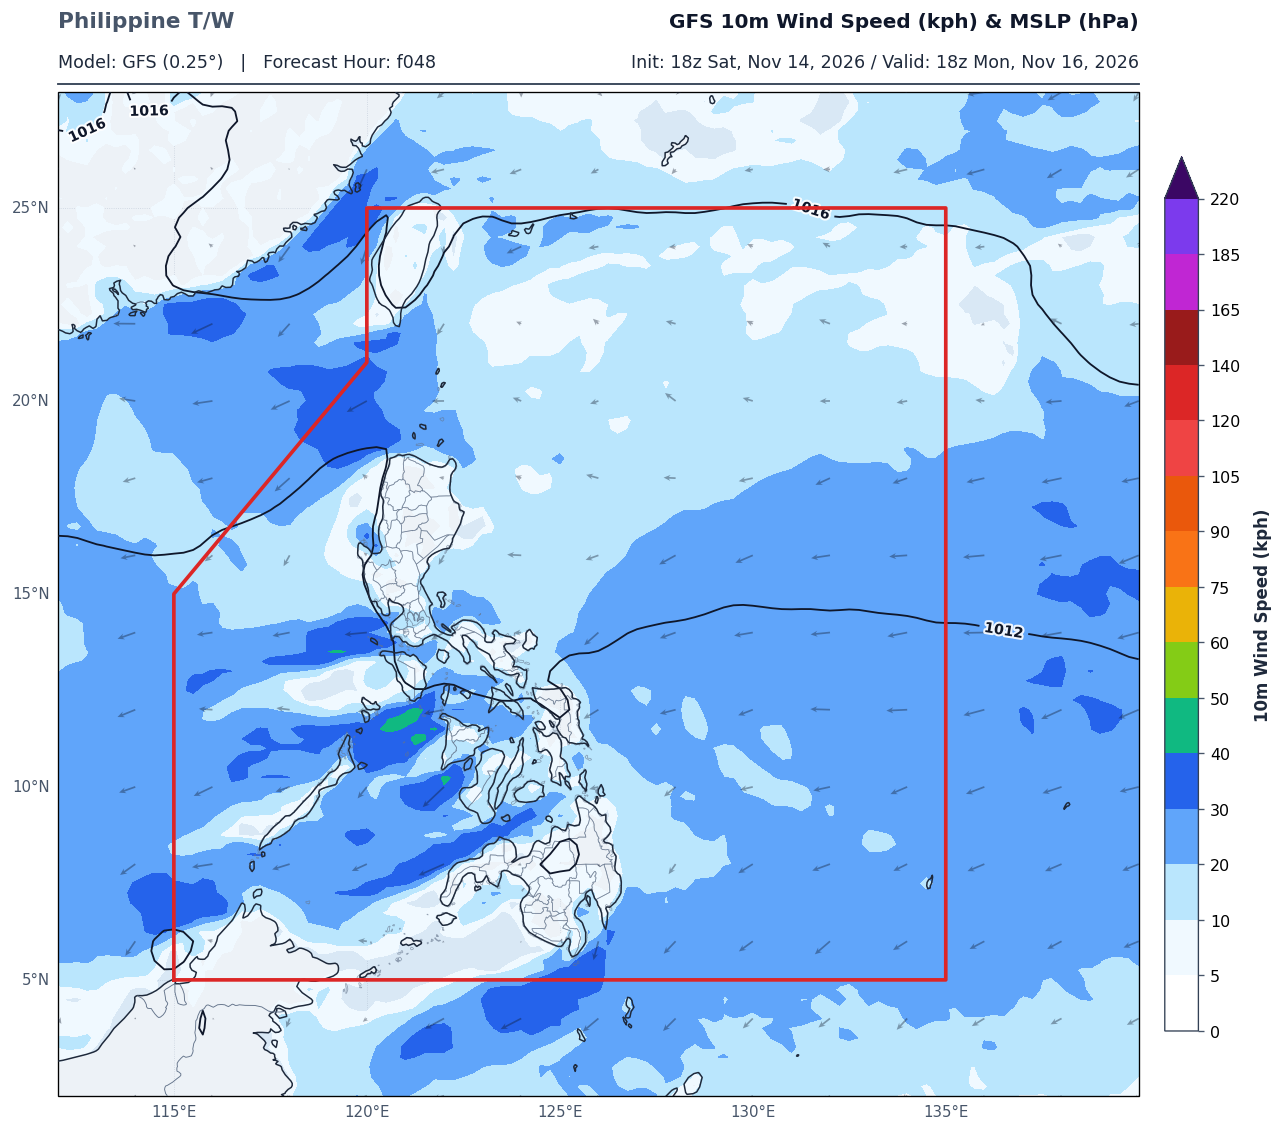 Philippine T/W
GFS 10m Wind Speed (kph) & MSLP (hPa)
Model: GFS (0.25°)   |   Forecast Hour: f048
Init: 18z Sat, Nov 14, 2026 / Valid: 18z Mon, Nov 16, 2026
1016
1016
1016
1012
25°N
20°N
15°N
10°N
5°N
115°E
120°E
125°E
130°E
135°E
220
185
165
140
120
105
90
75
60
50
40
30
20
10
5
0
10m Wind Speed (kph)